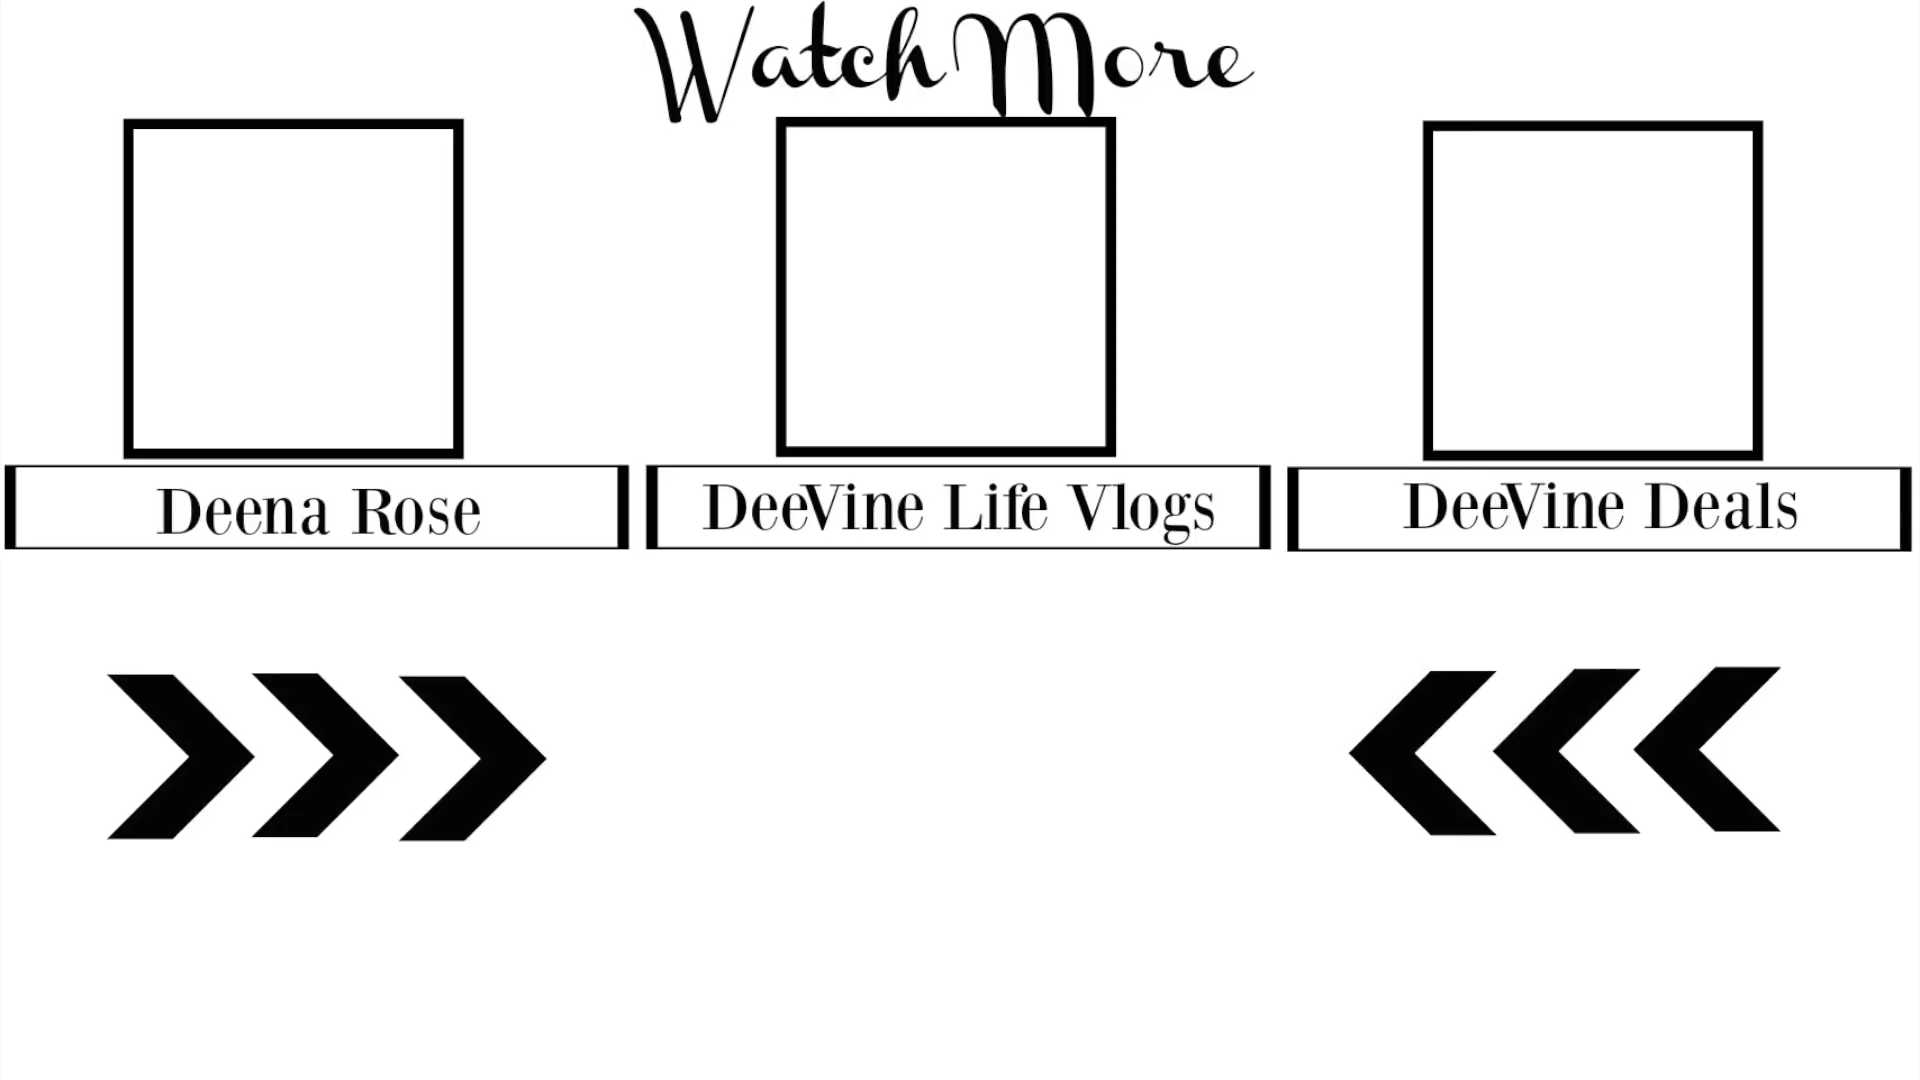 Watch More
Deena Rose
DeeVine Life Vlogs
DeeVine Deals